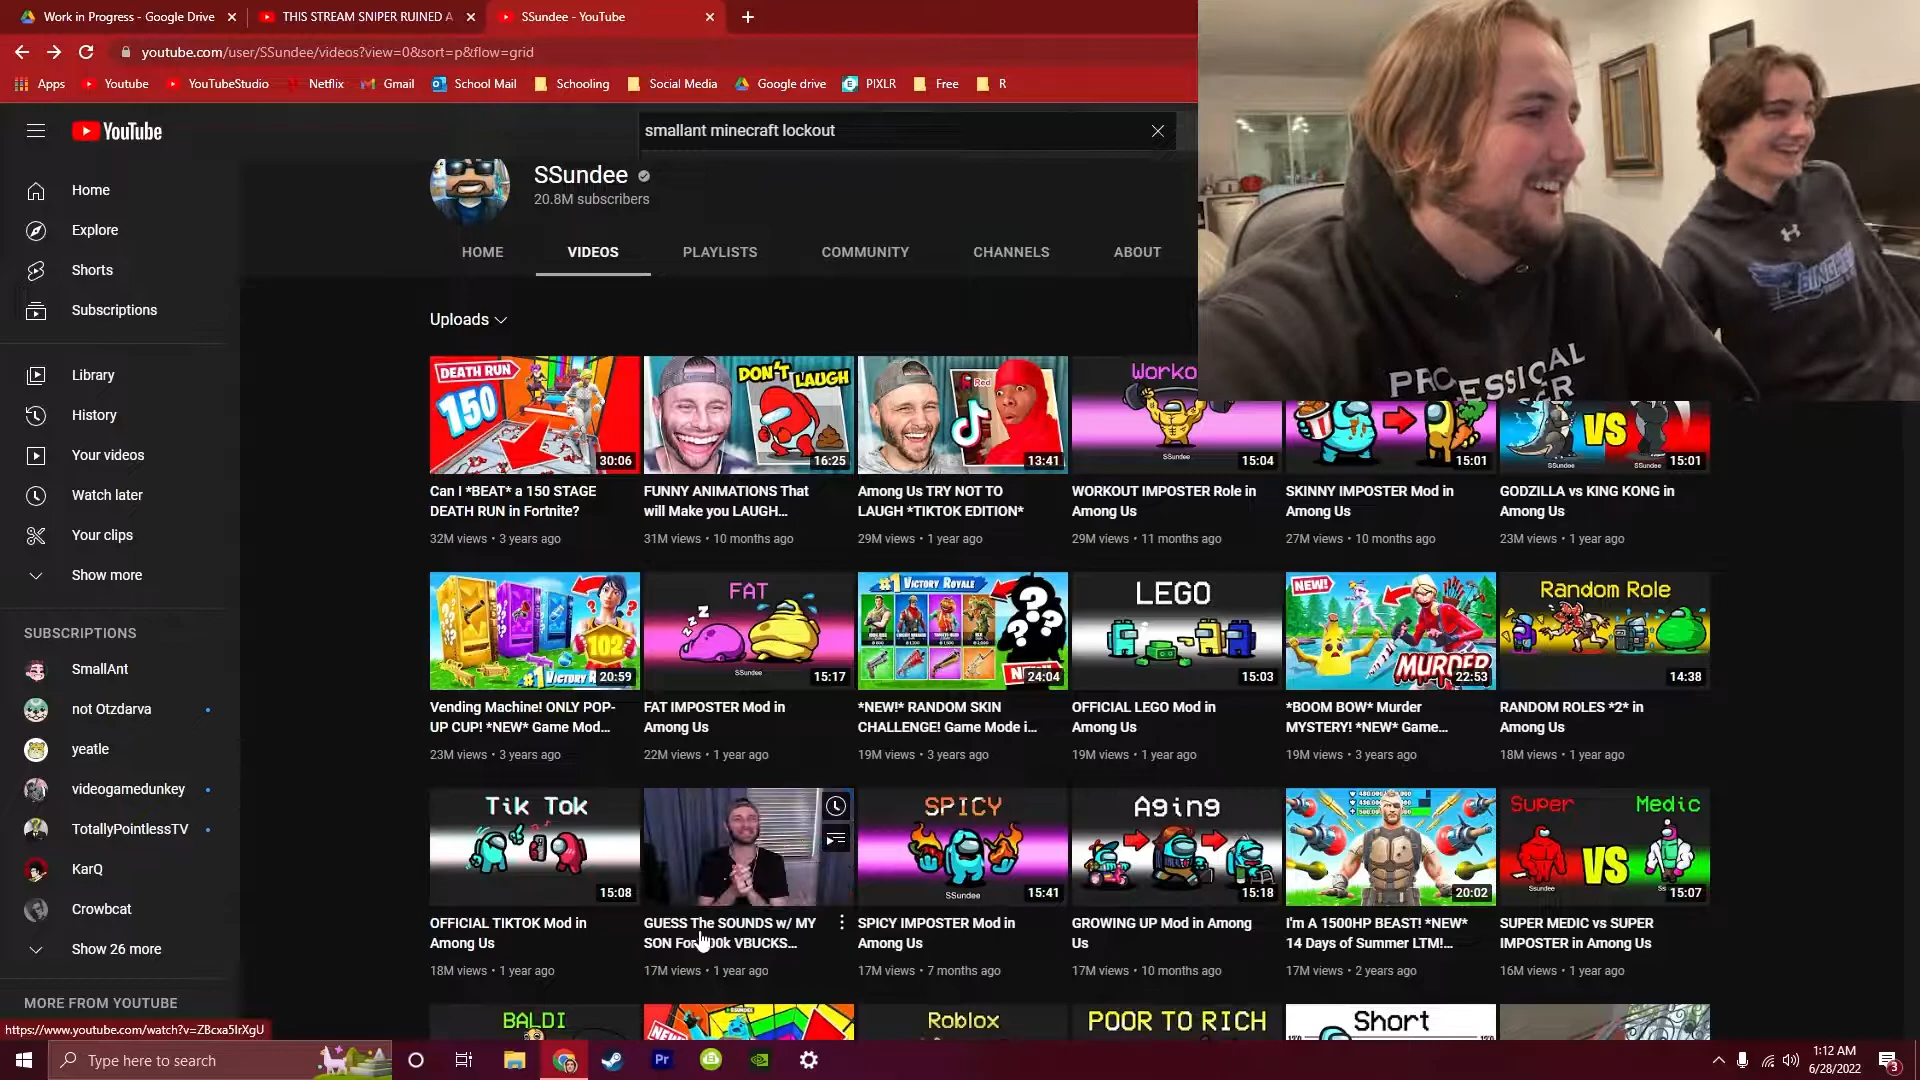 Work in Progress - Google Drive
THIS STREAM SNIPER RUINED A
SSundee - YouTube
youtube.com/user/SSundee/videos?view=0&sort=p&flow=grid
Apps Youtube YouTubeStudio Netflix Gmail School Mail Schooling Social Media Google drive PIXLR Free R
YouTube
smallant minecraft lockout
SSundee
20.8M subscribers
HOME VIDEOS PLAYLISTS COMMUNITY CHANNELS ABOUT
Home
Explore
Shorts
Subscriptions
Library
History
Your videos
Watch later
Your clips
Show more
SUBSCRIPTIONS
SmallAnt
not Otzdarva
yeatle
videogamedunkey
TotallyPointlessTV
KarQ
Crowbcat
Show 26 more
MORE FROM YOUTUBE
Uploads
DEATH RUN
150
30:06
Can I *BEAT* a 150 STAGE
DEATH RUN in Fortnite?
32M views • 3 years ago
DON'T LAUGH
16:25
FUNNY ANIMATIONS That
will Make you LAUGH...
31M views • 10 months ago
Red
13:41
Among Us TRY NOT TO
LAUGH *TIKTOK EDITION*
29M views • 1 year ago
Worko
SSundee
15:04
WORKOUT IMPOSTER Role in
Among Us
29M views • 11 months ago
15:01
SKINNY IMPOSTER Mod in
Among Us
27M views • 10 months ago
VS
SSundee
SSundee
15:01
GODZILLA vs KING KONG in
Among Us
23M views • 1 year ago
102
20:59
Vending Machine! ONLY POP-
UP CUP! *NEW* Game Mod...
23M views • 3 years ago
FAT
zzz
SSundee
15:17
FAT IMPOSTER Mod in
Among Us
22M views • 1 year ago
#1 VICTORY ROYALE
24:04
*NEW!* RANDOM SKIN
CHALLENGE! Game Mode i...
19M views • 3 years ago
LEGO
15:03
OFFICIAL LEGO Mod in
Among Us
19M views • 1 year ago
NEW!
MURDER
22:53
*BOOM BOW* Murder
MYSTERY! *NEW* Game...
19M views • 3 years ago
Random Role
14:38
RANDOM ROLES *2* in
Among Us
18M views • 1 year ago
Tik Tok
15:08
OFFICIAL TIKTOK Mod in
Among Us
18M views • 1 year ago
GUESS The SOUNDS w/ MY
SON For 100k VBUCKS...
17M views • 1 year ago
SPICY
SSundee
15:41
SPICY IMPOSTER Mod in
Among Us
17M views • 7 months ago
Aging
15:18
GROWING UP Mod in Among
Us
17M views • 10 months ago
20:02
I'm A 1500HP BEAST! *NEW*
14 Days of Summer LTM!...
17M views • 2 years ago
Super Medic
VS
Ssundee
15:07
SUPER MEDIC vs SUPER
IMPOSTER in Among Us
16M views • 1 year ago
BALDI
Roblox
POOR TO RICH
Short
https://www.youtube.com/watch?v=ZBcxa5IrXgU
Type here to search
Pr
1:12 AM
6/28/2022
3